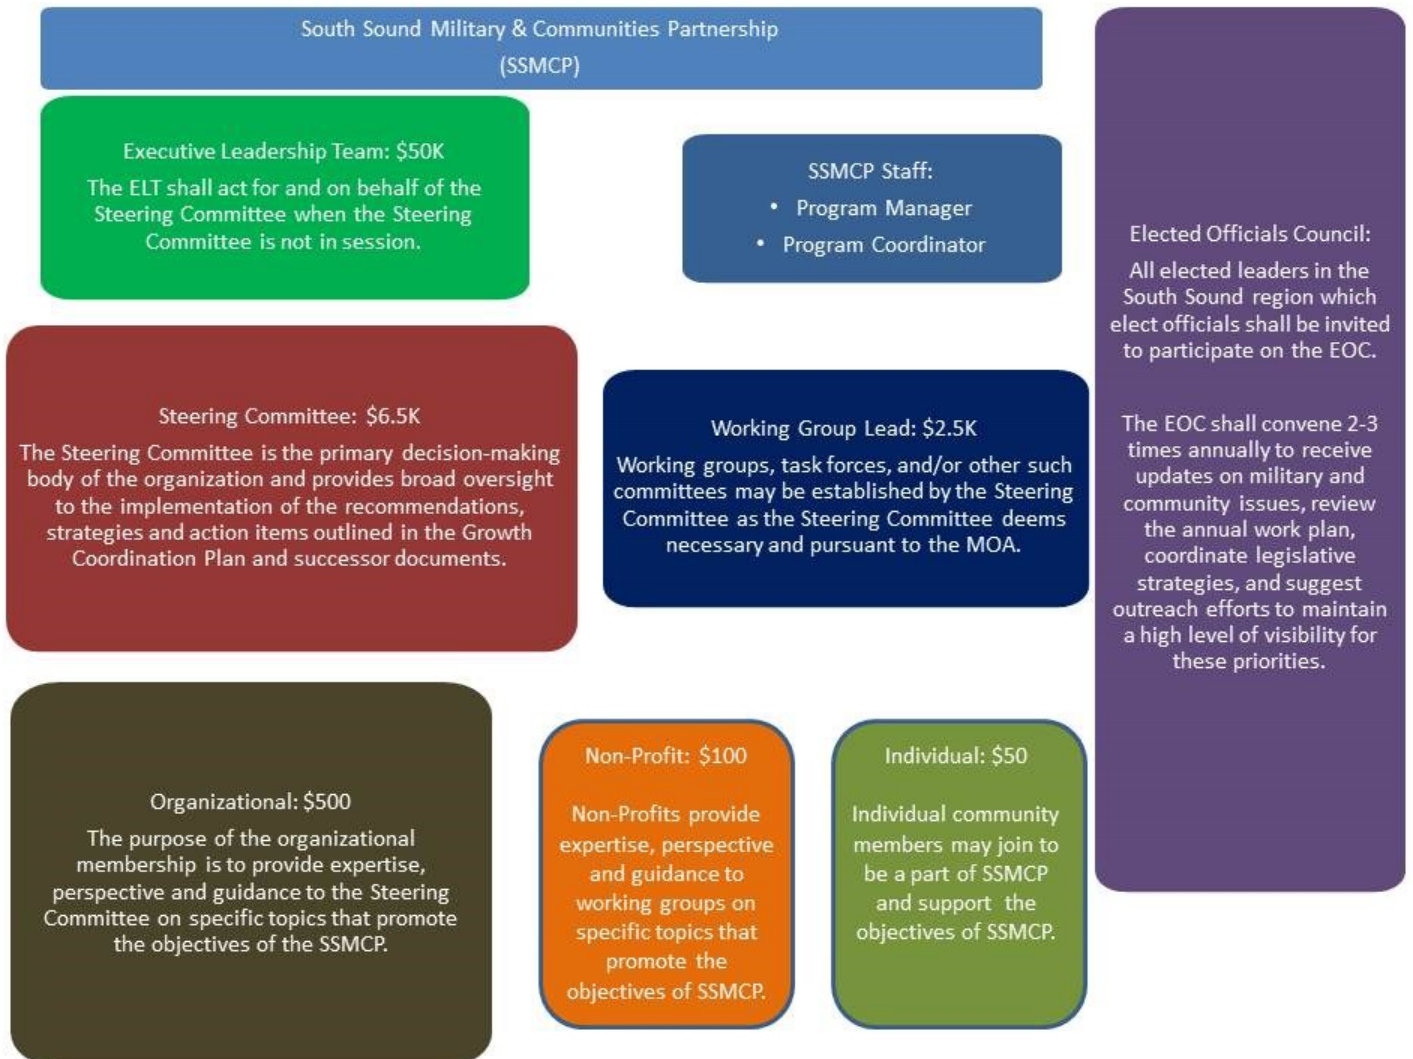 South Sound Military & Communities Partnership
(SSMCP)
Executive Leadership Team: $50K
The ELT shall act for and on behalf of the
Steering Committee when the Steering
Committee is not in session.
SSMCP Staff:
• Program Manager
• Program Coordinator
Steering Committee: $6.5K
The Steering Committee is the primary decision-making
body of the organization and provides broad oversight
to the implementation of the recommendations,
strategies and action items outlined in the Growth
Coordination Plan and successor documents.
Working Group Lead: $2.5K
Working groups, task forces, and/or other such
committees may be established by the Steering
Committee as the Steering Committee deems
necessary and pursuant to the MOA.
Organizational: $500
The purpose of the organizational
membership is to provide expertise,
perspective and guidance to the Steering
Committee on specific topics that promote
the objectives of the SSMCP.
Non-Profit: $100
Non-Profits provide
expertise, perspective
and guidance to
working groups on
specific topics that
promote the
objectives of SSMCP.
Individual: $50
Individual community
members may join to
be a part of SSMCP
and support the
objectives of SSMCP.
Elected Officials Council:
All elected leaders in the
South Sound region which
elect officials shall be invited
to participate on the EOC.
The EOC shall convene 2-3
times annually to receive
updates on military and
community issues, review
the annual work plan,
coordinate legislative
strategies, and suggest
outreach efforts to maintain
a high level of visibility for
these priorities.